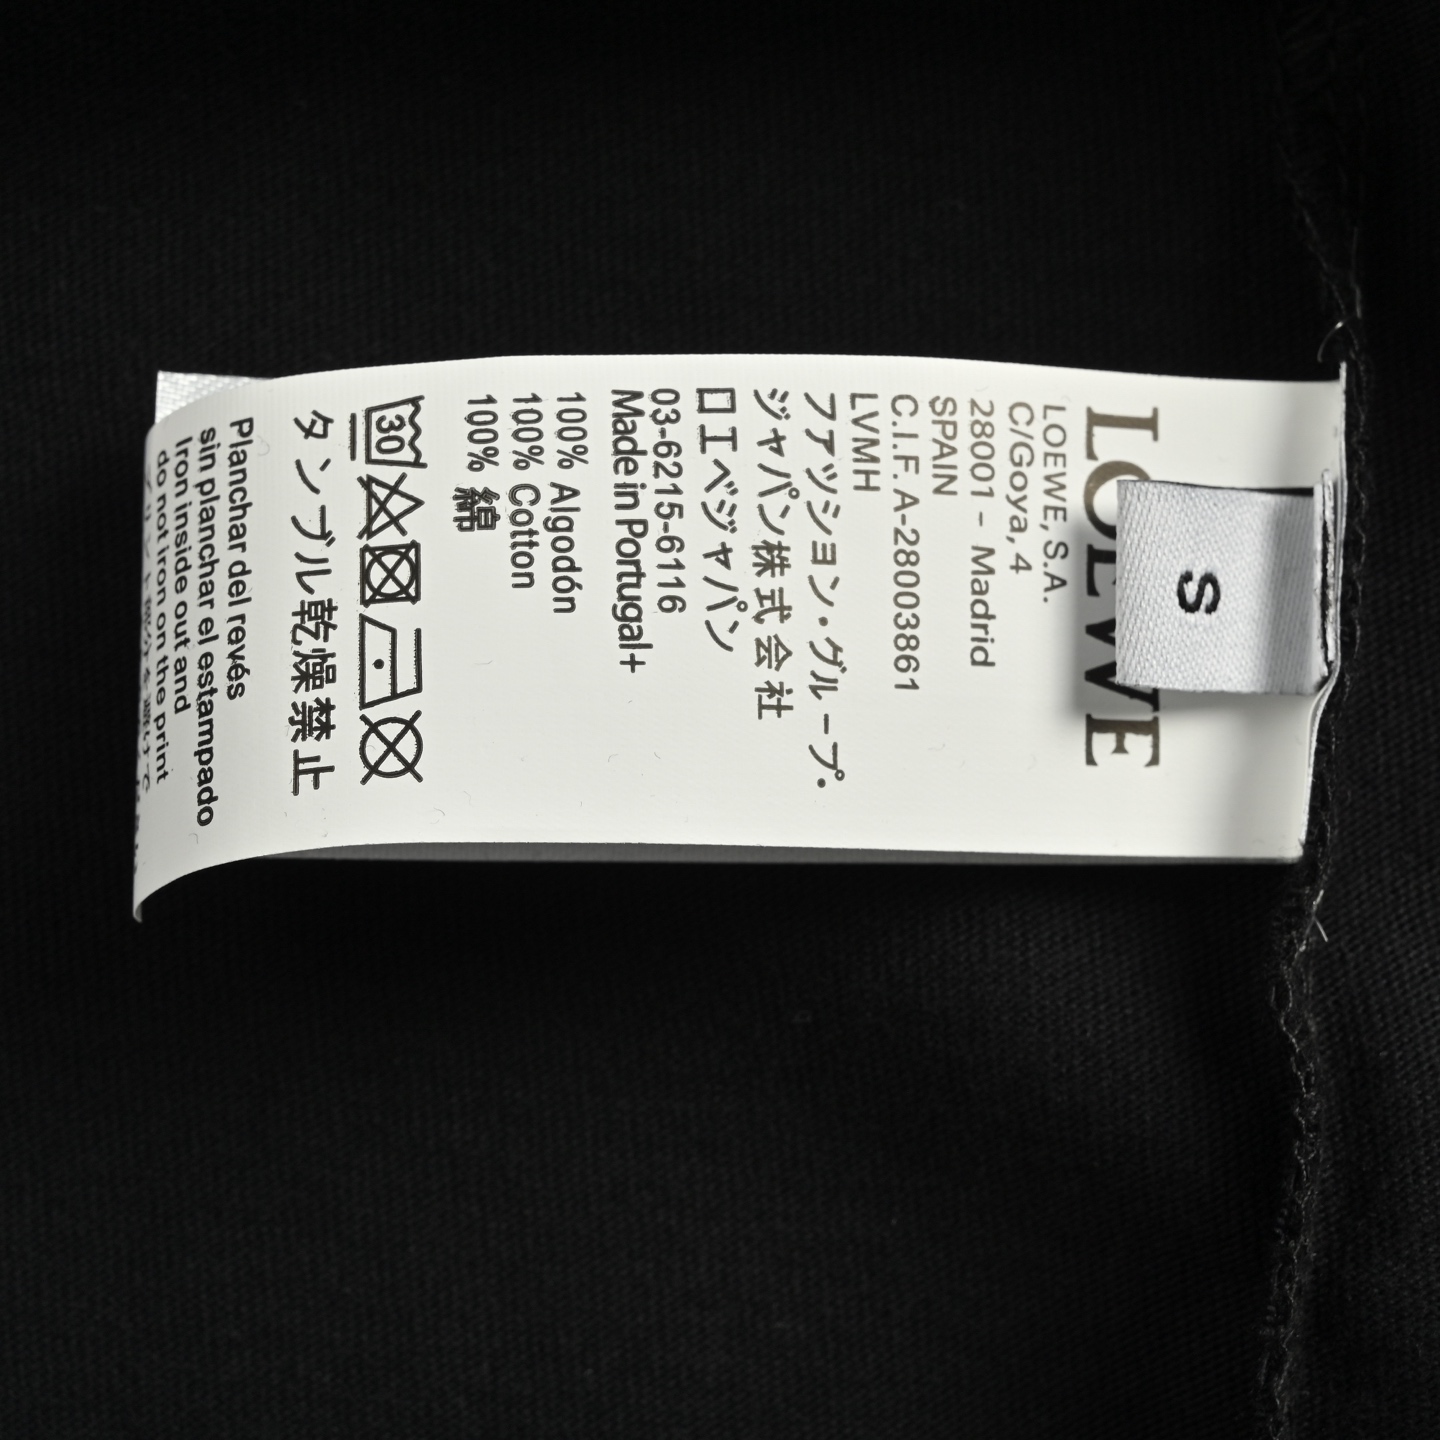 LOEWE
S
LOEWE, S.A.
C/Goya, 4
28001 - Madrid
SPAIN
C.I.F. A-28003861
LVMH
ファッション・グループ・
ジャパン株式会社
ロエベジャパン
03-6215-6116
Made in Portugal+
100% Algodón
100% Cotton
100% 綿
30
タンブル乾燥禁止
Planchar del revés
sin planchar el estampado
Iron inside out and
do not iron on the print